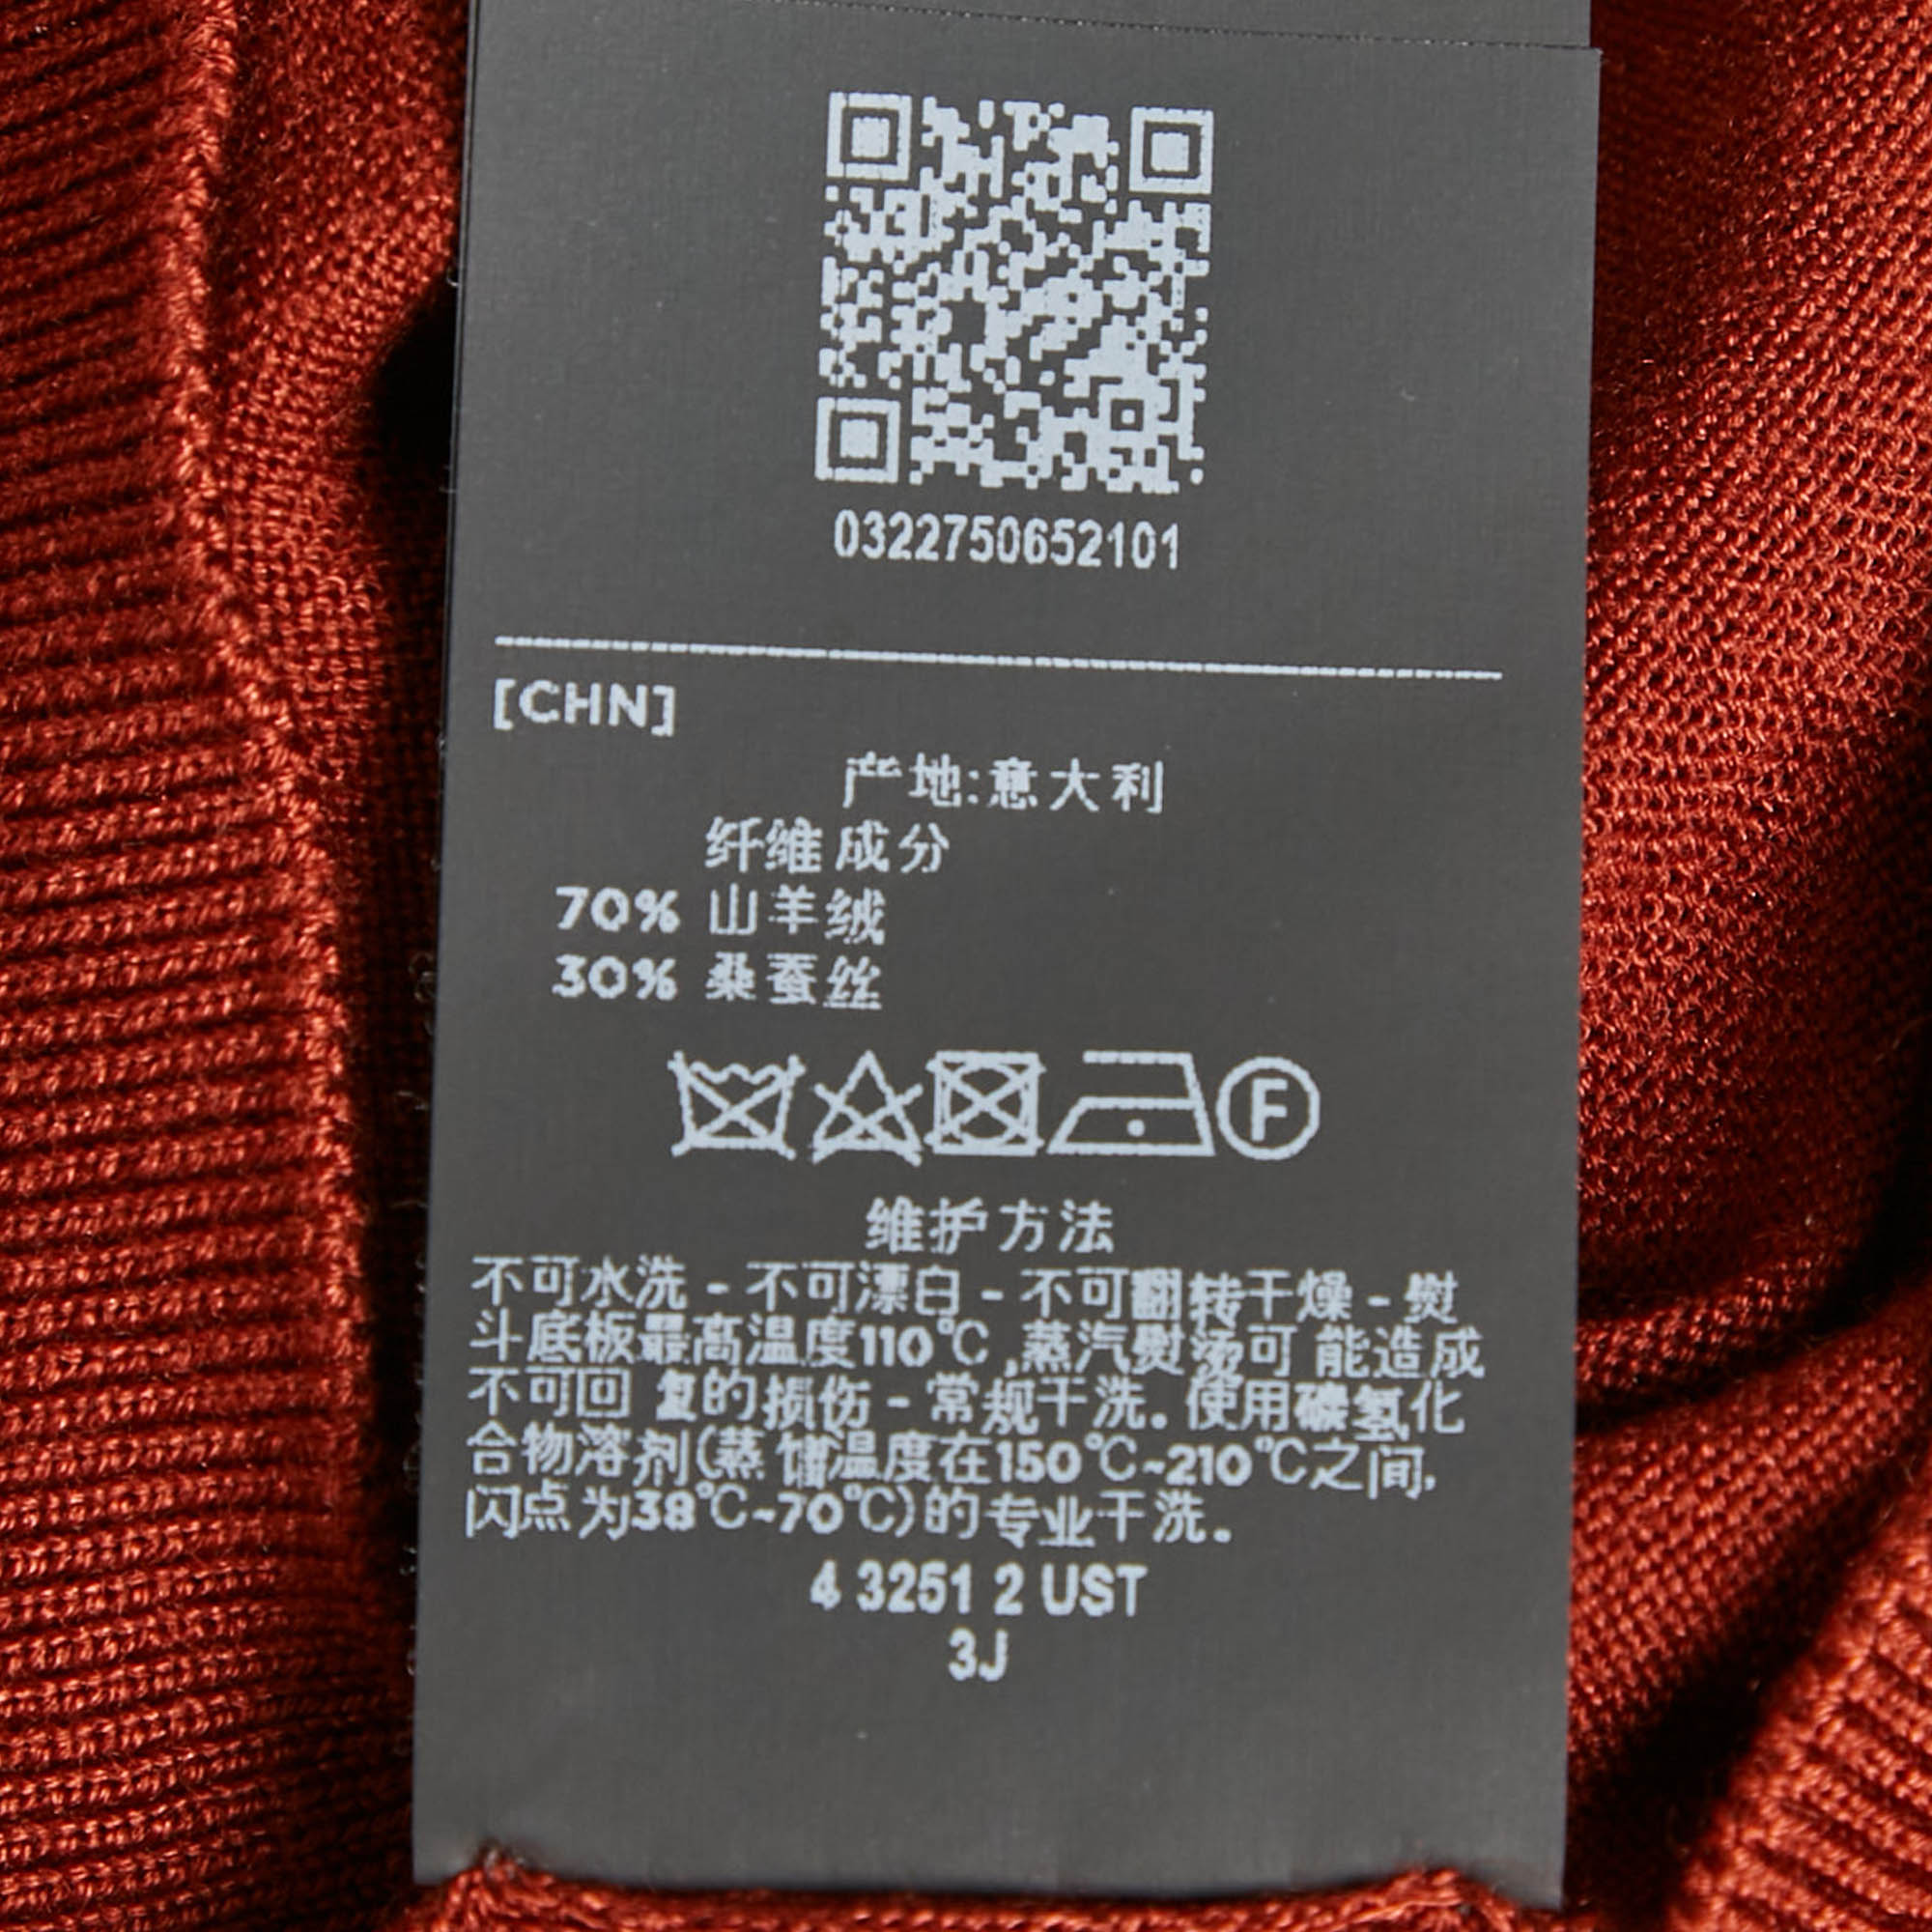 0322750652101
[CHN]
产地:意大利
纤维成分
70% 山羊绒
30% 桑蚕丝
F
维护方法
不可水洗 - 不可漂白 - 不可翻转干燥 - 熨
斗底板最高温度110℃,蒸汽熨烫可 能造成
不可回 复的损伤 - 常规干洗。使用碳氢化
合物溶剂(蒸 馏温度在150℃~210℃之间,
闪点为38℃~70℃)的专业干洗。
4 3251 2 UST
3J